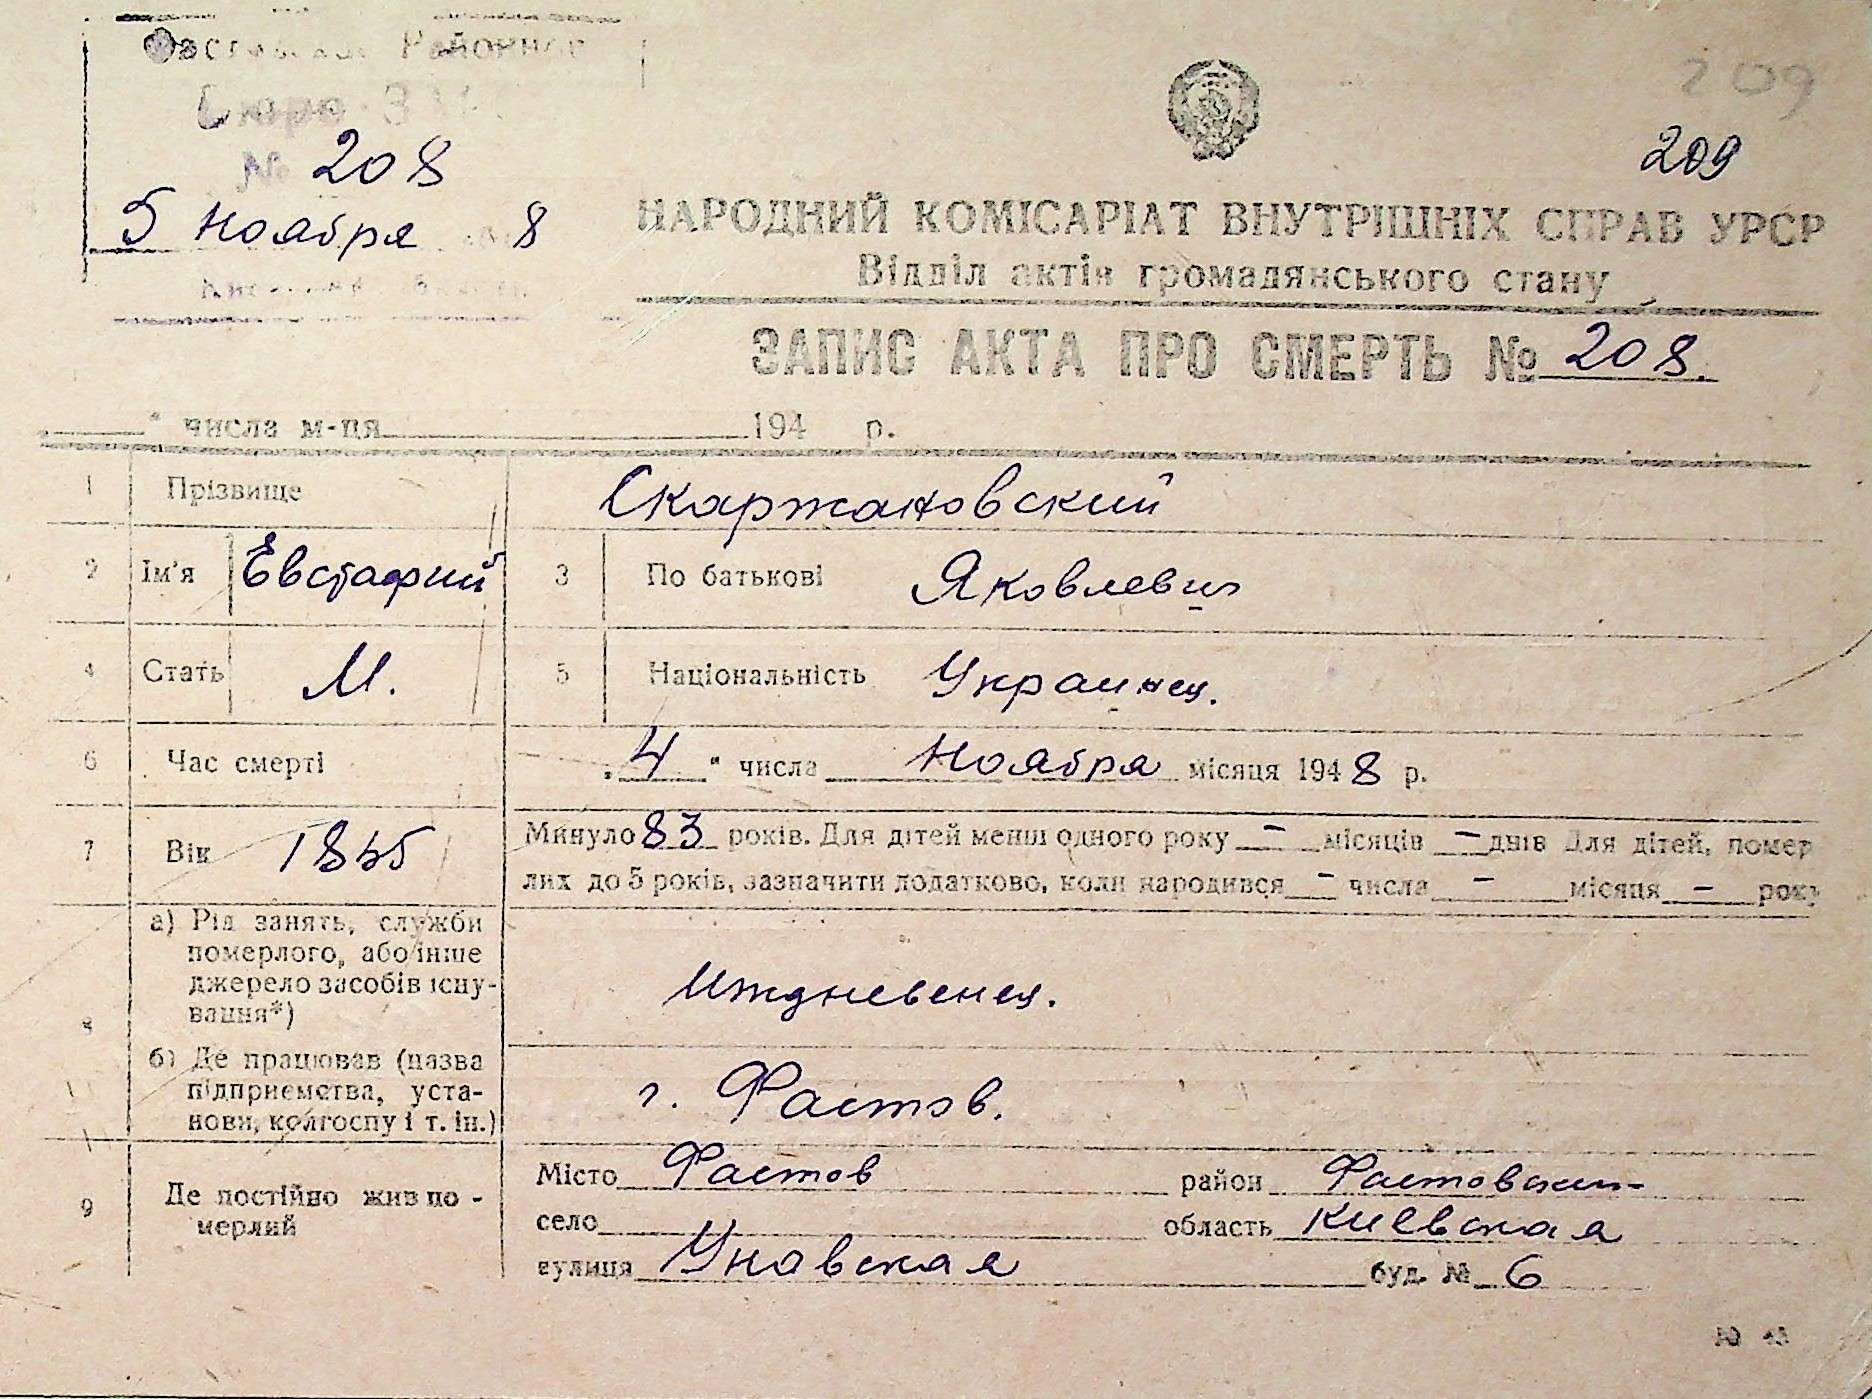 Районное
Бюро
№ 208
5 Ноября 8
209
209
НАРОДНИЙ КОМІСАРІАТ ВНУТРІШНІХ СПРАВ УРСР
Відділ актів громадянського стану
ЗАПИС АКТА ПРО СМЕРТЬ № 208.
" числа м-ця 194 р.
1 Прізвище Скаржановский
2 Ім'я Евстафий 3 По батькові Яковлевич
4 Стать М. 5 Національність Украинец.
6 Час смерті „4" числа Ноября місяця 1948 р.
7 Вік 1865 Минуло 83 років. Для дітей менш одного року – місяців – днів Для дітей, помер
лих до 5 років, зазначити додатково, коли народився – числа – місяця – року
8 а) Рід занять, служби
померлого, або інше
джерело засобів існу-
вання*) Иждневенец.
б) Де працював (назва
підприємства, уста-
нови, колгоспу і т. ін.) г. Фастов.
9 Де постійно жив по-
мерлий
Місто Фастов район Фастовский
село область Киевская
вулиця Унавская буд. № 6